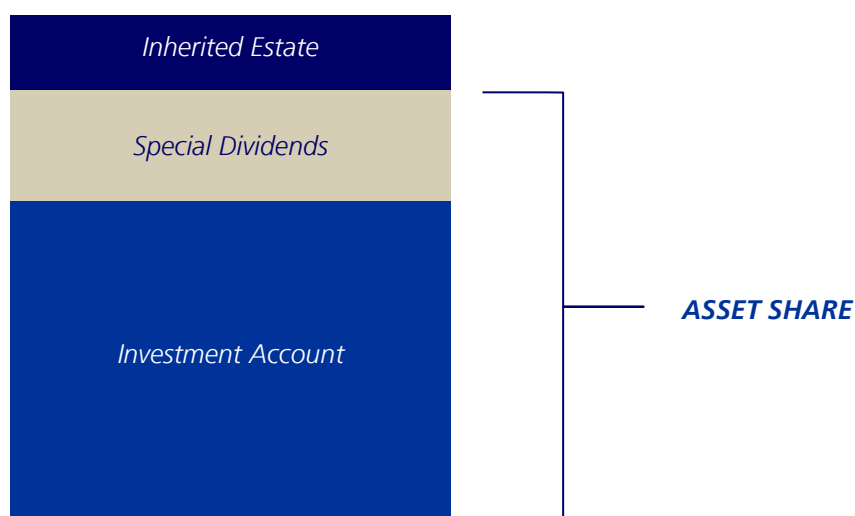 Inherited Estate
Special Dividends
Investment Account
ASSET SHARE